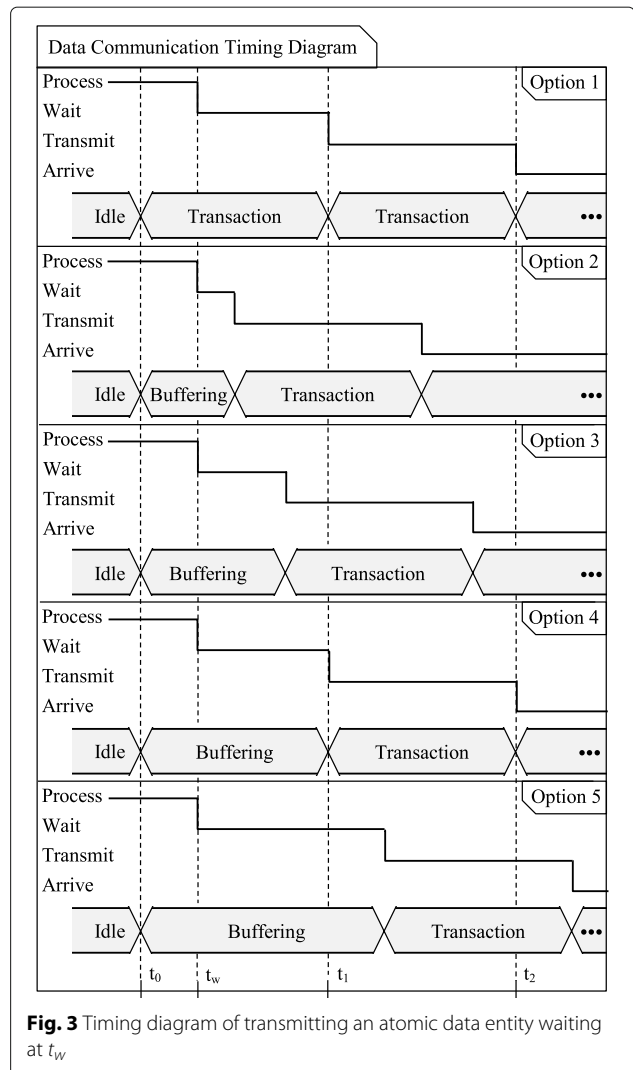 Data Communication Timing Diagram
Process
Option 1
Wait
Transmit
Arrive
Idle Transaction Transaction •••
Process
Option 2
Wait
Transmit
Arrive
Idle Buffering Transaction •••
Process
Option 3
Wait
Transmit
Arrive
Idle Buffering Transaction •••
Process
Option 4
Wait
Transmit
Arrive
Idle Buffering Transaction •••
Process
Option 5
Wait
Transmit
Arrive
Idle Buffering Transaction •••
t0 tw t1 t2
Fig. 3 Timing diagram of transmitting an atomic data entity waiting
at tW